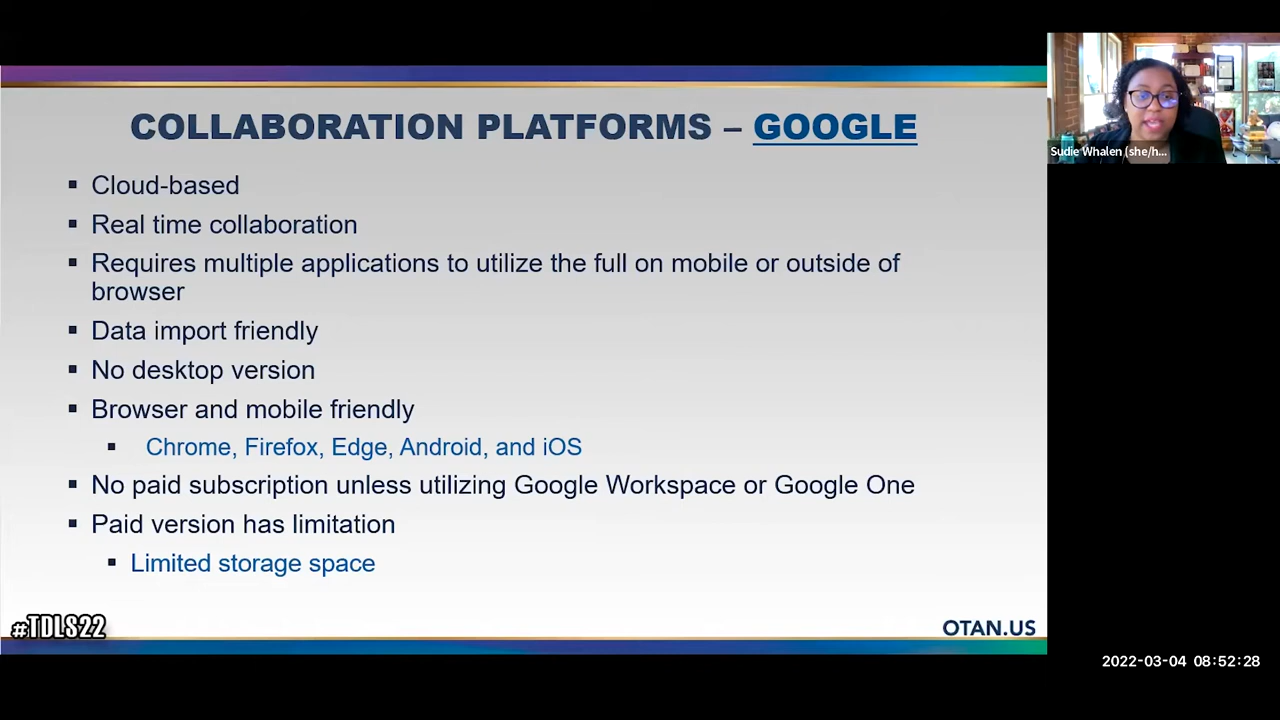 COLLABORATION PLATFORMS – GOOGLE
▪ Cloud-based
▪ Real time collaboration
▪ Requires multiple applications to utilize the full on mobile or outside of
browser
▪ Data import friendly
▪ No desktop version
▪ Browser and mobile friendly
▪ Chrome, Firefox, Edge, Android, and iOS
▪ No paid subscription unless utilizing Google Workspace or Google One
▪ Paid version has limitation
▪ Limited storage space
#TDLS22
OTAN.US
Sudie Whalen (she/h...
2022-03-04 08:52:28